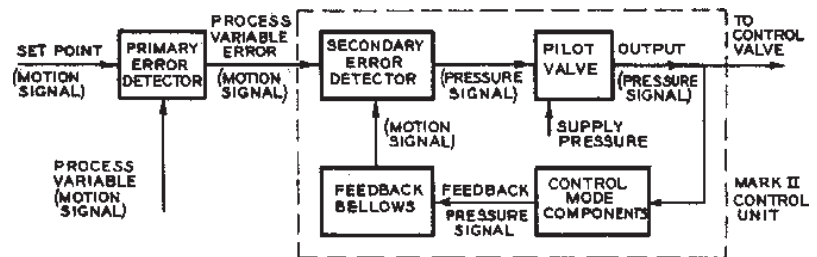 SET POINT
(MOTION
SIGNAL)
PRIMARY
ERROR
DETECTOR
PROCESS
VARIABLE
ERROR
(MOTION
SIGNAL)
SECONDARY
ERROR
DETECTOR
(PRESSURE
SIGNAL)
PILOT
VALVE
OUTPUT
(PRESSURE
SIGNAL)
TO
CONTROL
VALVE
PROCESS
VARIABLE
(MOTION
SIGNAL)
(MOTION
SIGNAL)
SUPPLY
PRESSURE
FEEDBACK
BELLOWS
FEEDBACK
PRESSURE
SIGNAL
CONTROL
MODE
COMPONENTS
MARK II
CONTROL
UNIT